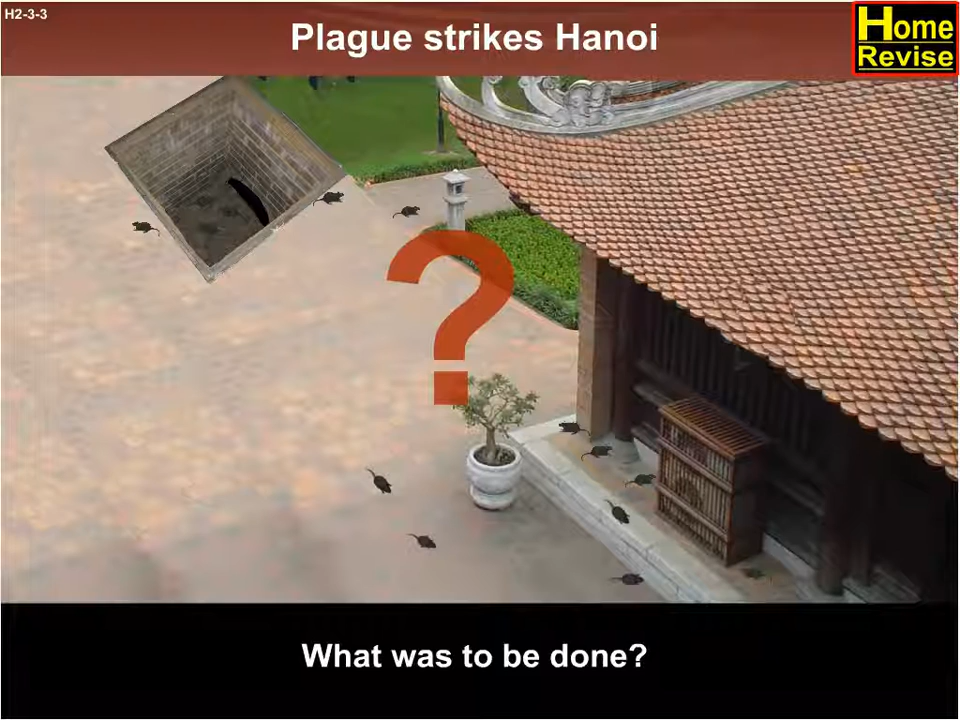 H2-3-3
Plague strikes Hanoi
Home
Revise
?
What was to be done?